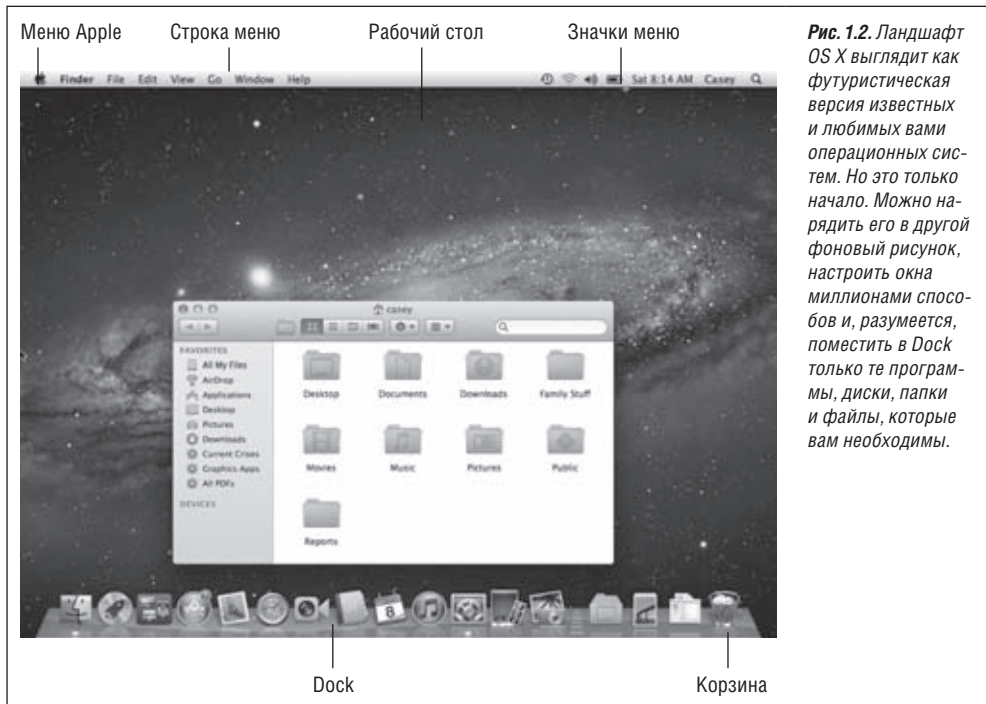 Меню Apple Строка меню Рабочий стол Значки меню
Finder File Edit View Go Window Help Sat 8:14 AM Casey
casey
FAVORITES
All My Files
AirDrop
Applications
Desktop
Pictures
Downloads
Current Crises
Graphics Apps
All PDFs
DEVICES
Desktop Documents Downloads Family Stuff
Movies Music Pictures Public
Reports
8
Dock Корзина
Рис. 1.2. Ландшафт
OS X выглядит как
футуристическая
версия известных
и любимых вами
операционных сис-
тем. Но это только
начало. Можно на-
рядить его в другой
фоновый рисунок,
настроить окна
миллионами спосо-
бов и, разумеется,
поместить в Dock
только те програм-
мы, диски, папки
и файлы, которые
вам необходимы.